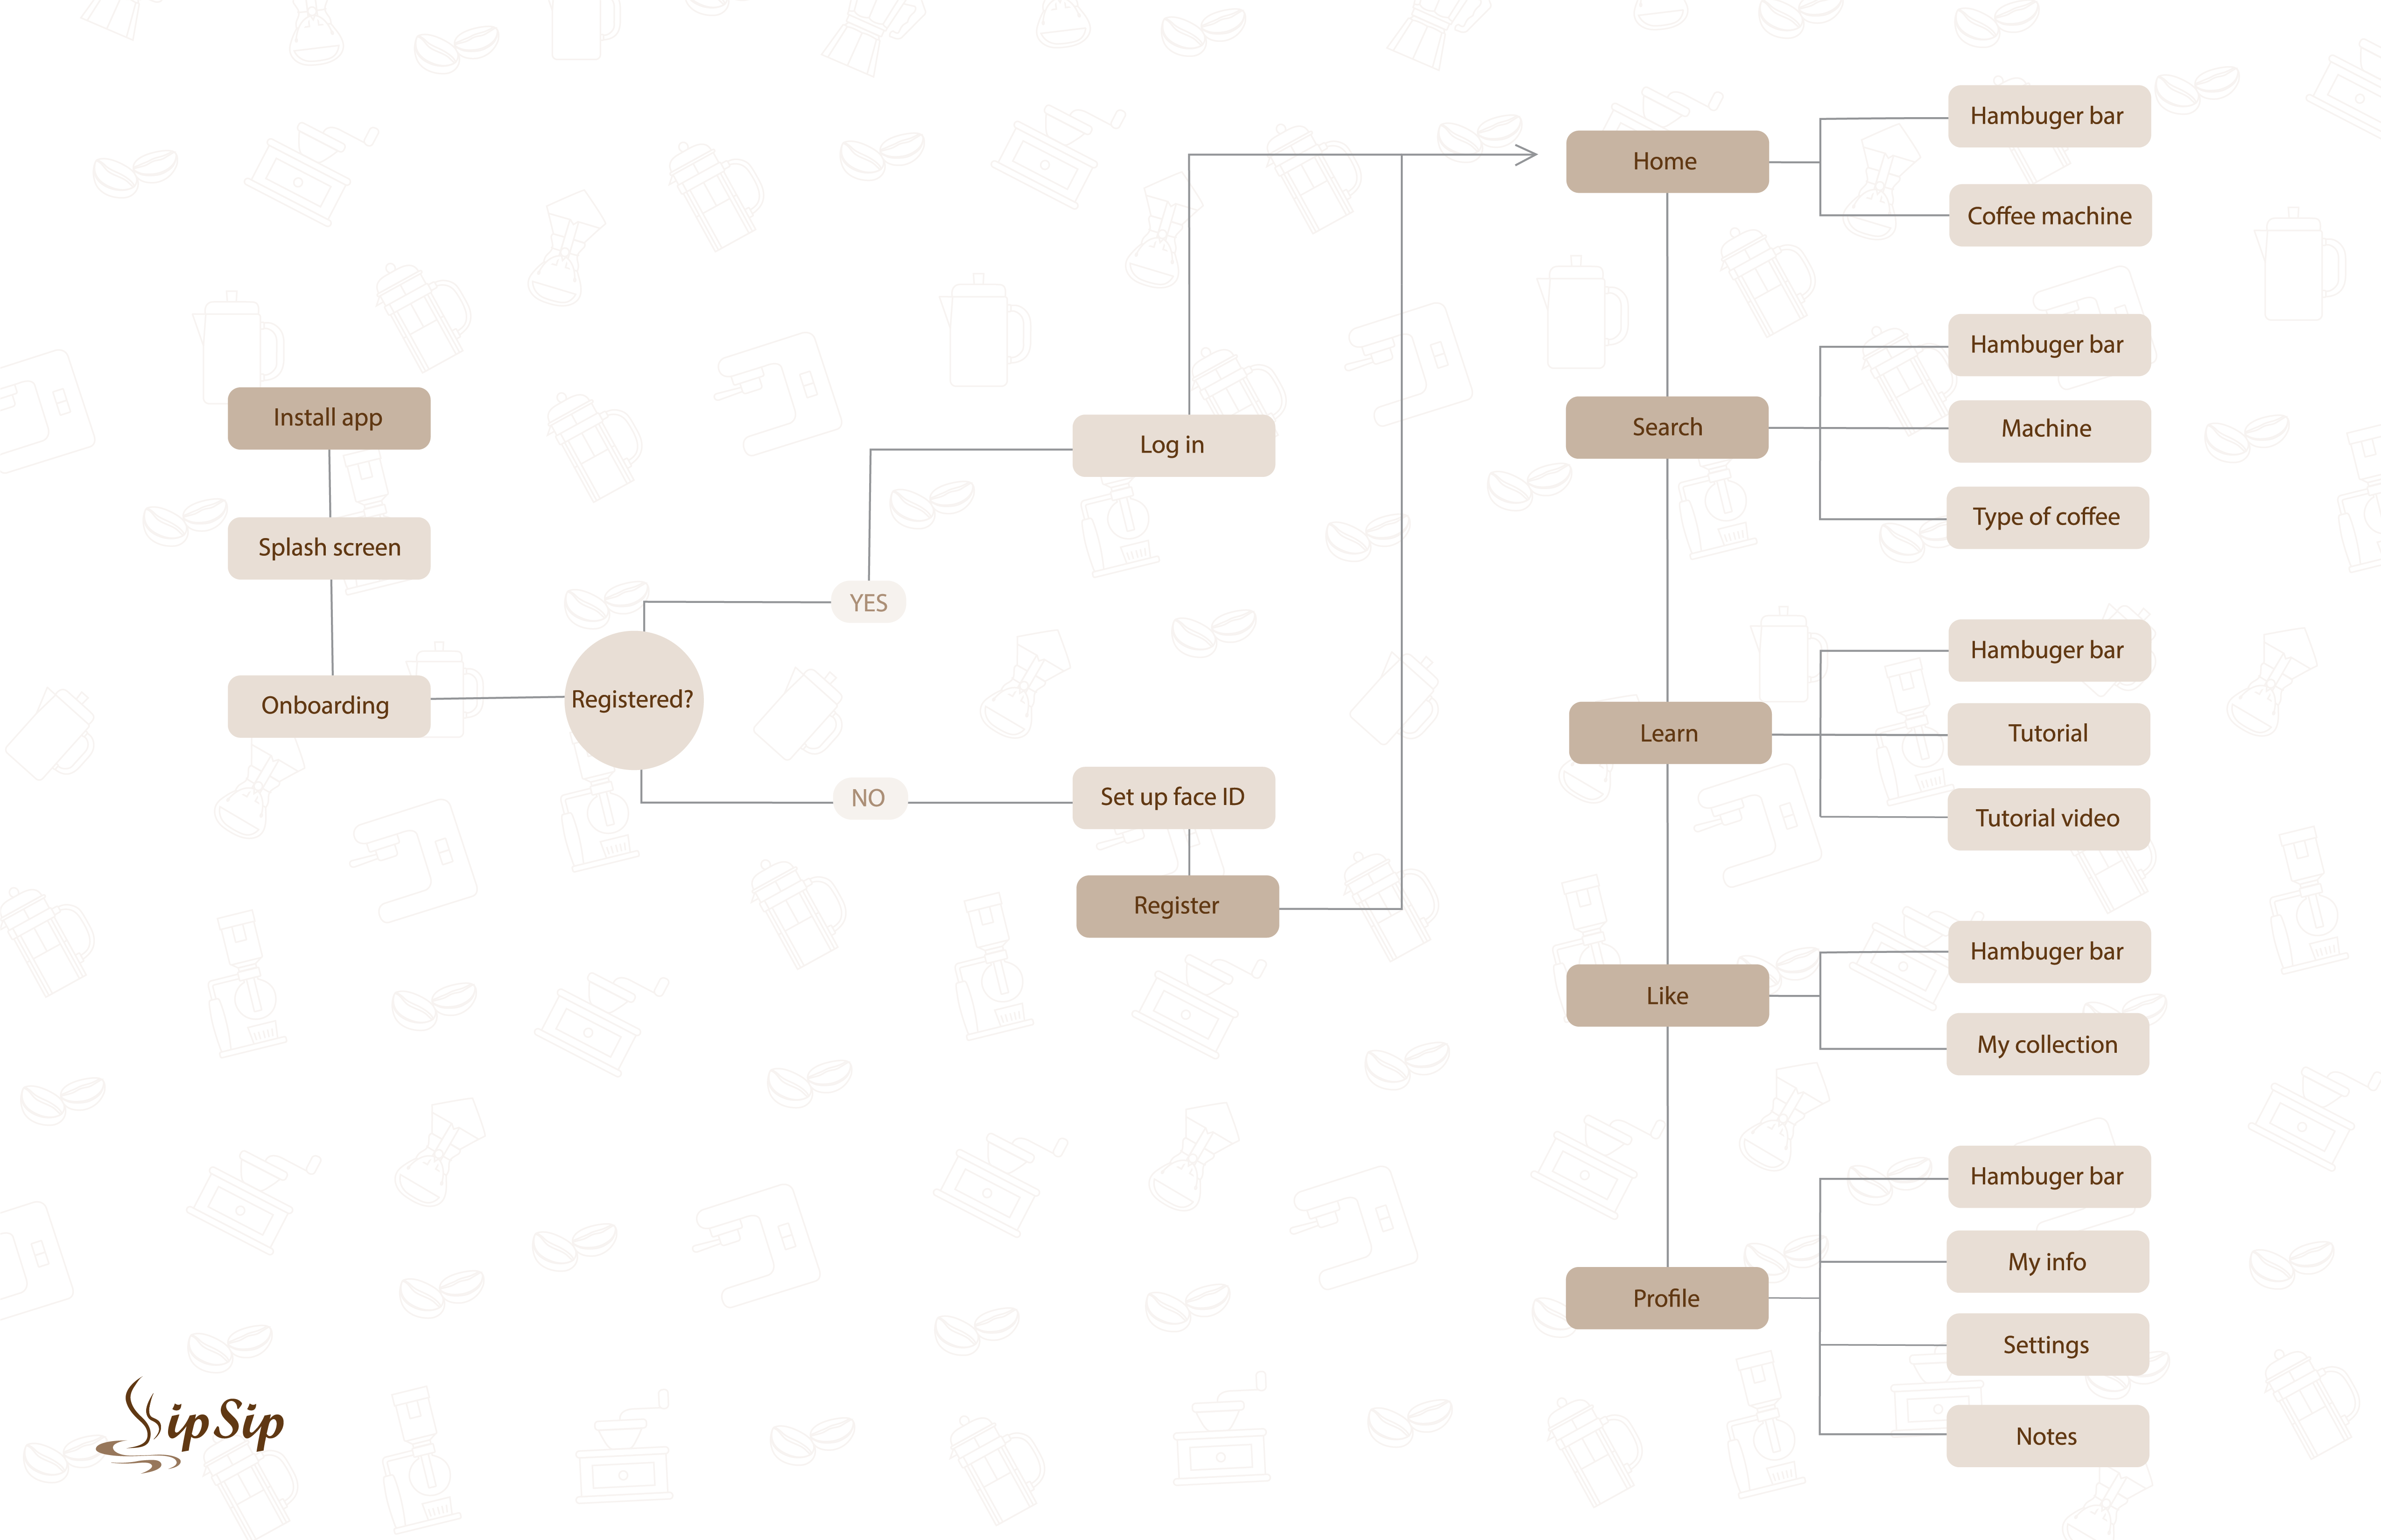 Install app
Splash screen
Onboarding
Registered?
YES
NO
Log in
Set up face ID
Register
Home
Hambuger bar
Coffee machine
Search
Hambuger bar
Machine
Type of coffee
Learn
Hambuger bar
Tutorial
Tutorial video
Like
Hambuger bar
My collection
Profile
Hambuger bar
My info
Settings
Notes
SipSip